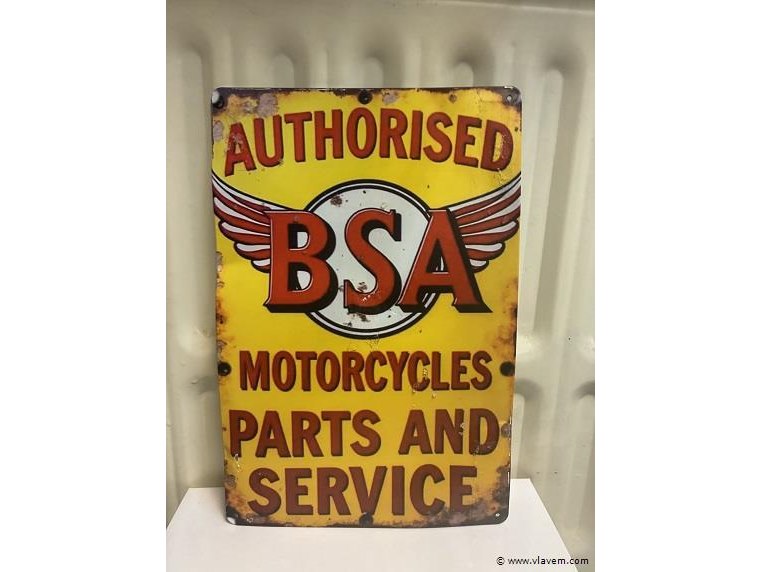 AUTHORISED
BSA
MOTORCYCLES
PARTS AND
SERVICE
© www.vlavem.com